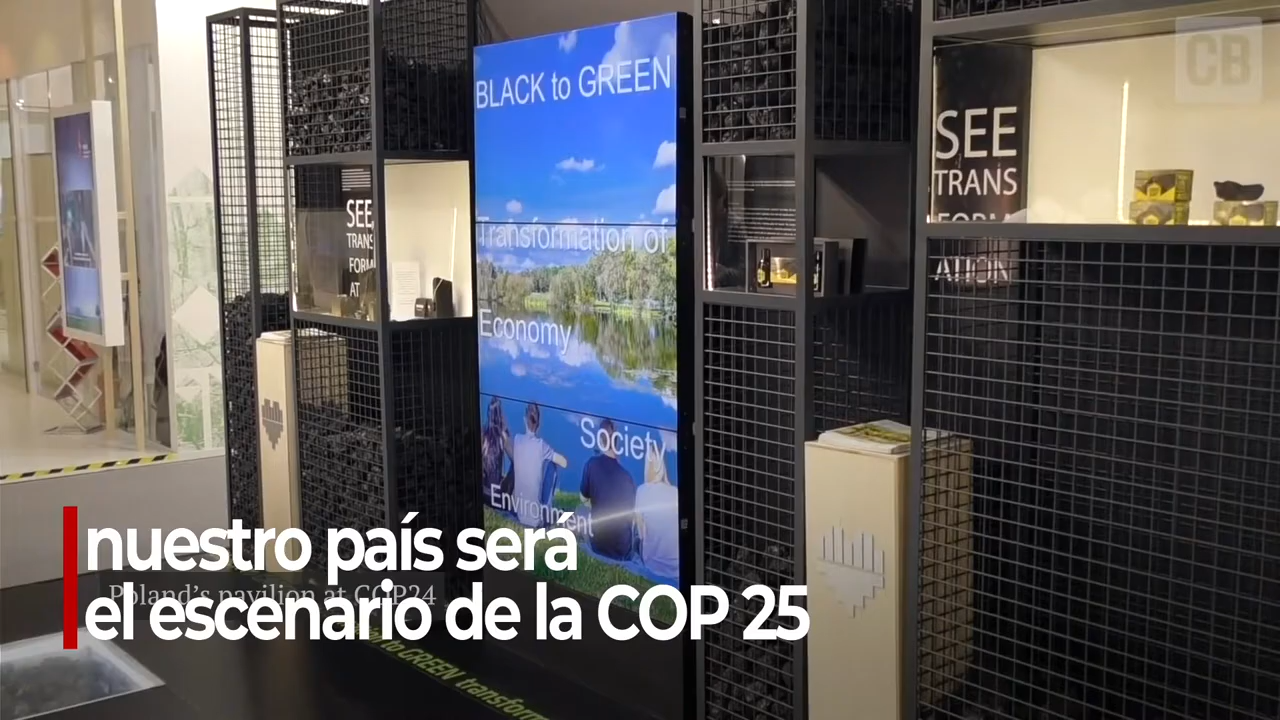 CB
BLACK to GREEN
Transformation of
Economy
Society
Environment
SEE
TRANS
FORM
AT
SEE
TRANS
FORM
ATION
nuestro país será
el escenario de la COP 25
Poland's pavilion at COP24
to GREEN transform